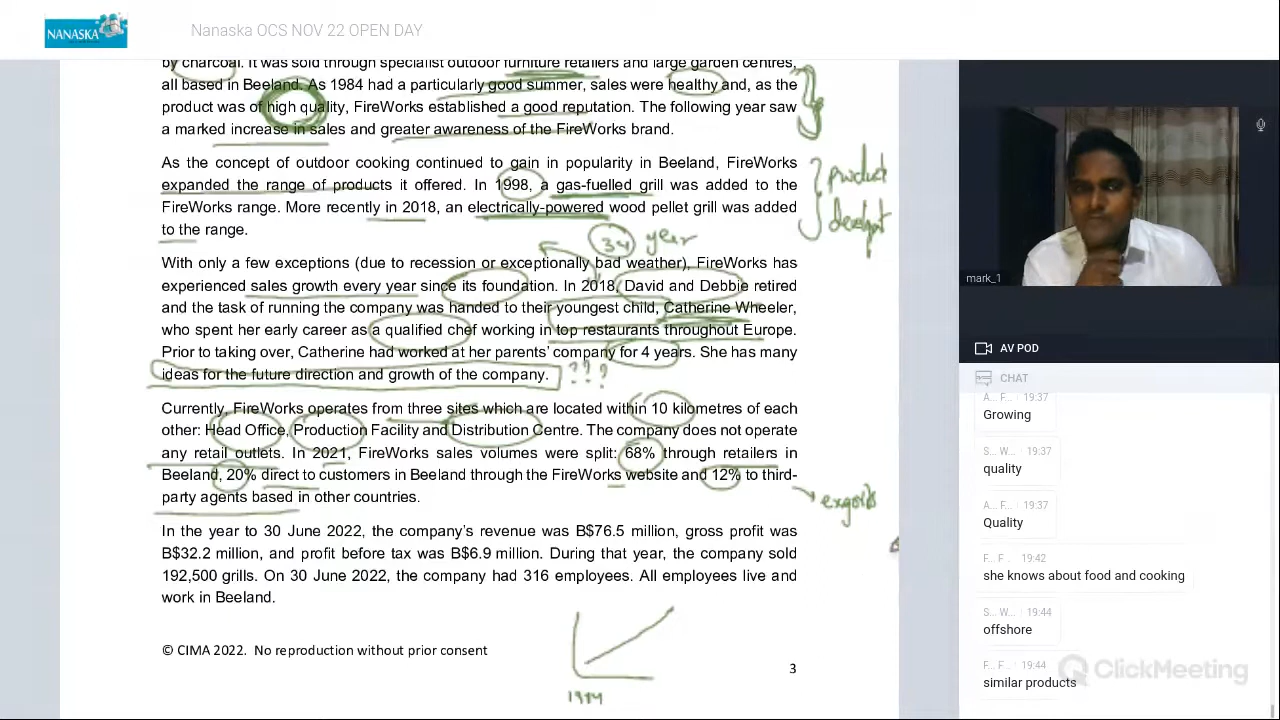 NANASKA
Nanaska OCS NOV 22 OPEN DAY
by charcoal. It was sold through specialist outdoor furniture retailers and large garden centres,
all based in Beeland. As 1984 had a particularly good summer, sales were healthy and, as the
product was of high quality, FireWorks established a good reputation. The following year saw
a marked increase in sales and greater awareness of the FireWorks brand.
As the concept of outdoor cooking continued to gain in popularity in Beeland, FireWorks
expanded the range of products it offered. In 1998, a gas-fuelled grill was added to the
FireWorks range. More recently in 2018, an electrically-powered wood pellet grill was added
to the range.
product
34 year
With only a few exceptions (due to recession or exceptionally bad weather), FireWorks has
experienced sales growth every year since its foundation. In 2018, David and Debbie retired
and the task of running the company was handed to their youngest child, Catherine Wheeler,
who spent her early career as a qualified chef working in top restaurants throughout Europe.
Prior to taking over, Catherine had worked at her parents' company for 4 years. She has many
ideas for the future direction and growth of the company.
???
Currently, FireWorks operates from three sites which are located within 10 kilometres of each
other: Head Office, Production Facility and Distribution Centre. The company does not operate
any retail outlets. In 2021, FireWorks sales volumes were split: 68% through retailers in
Beeland, 20% direct to customers in Beeland through the FireWorks website and 12% to third-
party agents based in other countries.
In the year to 30 June 2022, the company's revenue was B$76.5 million, gross profit was
B$32.2 million, and profit before tax was B$6.9 million. During that year, the company sold
192,500 grills. On 30 June 2022, the company had 316 employees. All employees live and
work in Beeland.
© CIMA 2022. No reproduction without prior consent
3
1984
mark_1
AV POD
CHAT
A... F... 19:37
Growing
S... W... 19:37
quality
A... F... 19:37
Quality
F... F... 19:42
she knows about food and cooking
S... W... 19:44
offshore
F... F... 19:44
similar products
ClickMeeting